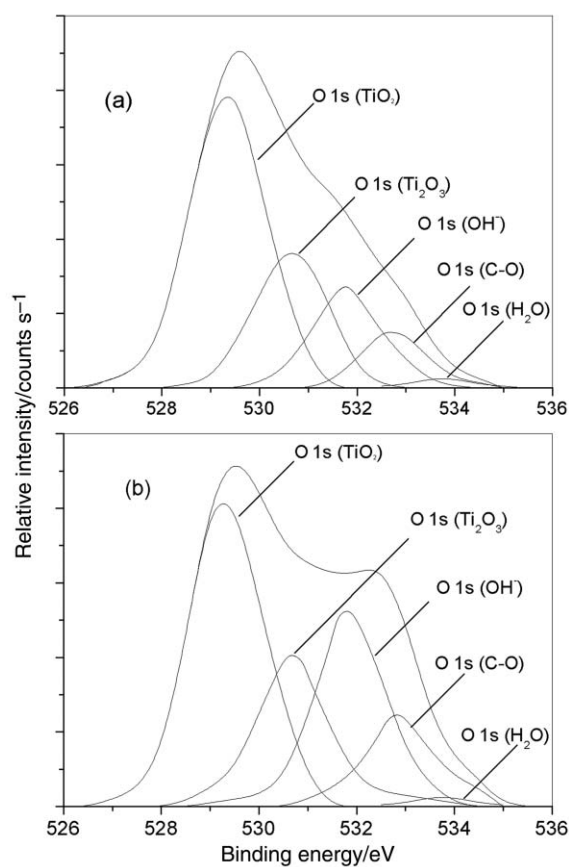 (a)
O 1s (TiO₂)
O 1s (Ti₂O₃)
O 1s (OH⁻)
O 1s (C-O)
O 1s (H₂O)
526 528 530 532 534 536
(b)
O 1s (TiO₂)
O 1s (Ti₂O₃)
O 1s (OH⁻)
O 1s (C-O)
O 1s (H₂O)
526 528 530 532 534 536
Relative intensity/counts s⁻¹
Binding energy/eV